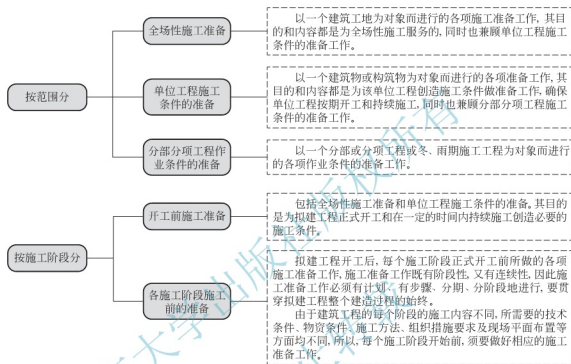 全场性施工准备
以一个建筑工地为对象而进行的各项施工准备工作,其目
的和内容都是为全场性施工服务的,同时也兼顾单位工程施工
条件的准备工作。
按范围分
单位工程施工
条件的准备
以一个建筑物或构筑物为对象而进行的各项准备工作,其
目的和内容都是为该单位工程创造施工条件做准备工作,确保
单位工程按期开工和持续施工,同时也兼顾分部分项工程施工
条件的准备工作。
分部分项工程作
业条件的准备
以一个分部或分项工程或冬、雨期施工工程为对象而进行
的各项作业条件的准备工作。
按施工阶段分
开工前施工准备
包括全场性施工准备和单位工程施工条件的准备。其目的
是为拟建工程正式开工和在一定的时间内持续施工创造必要的
施工条件。
各施工阶段施工
前的准备
拟建工程开工后,每个施工阶段正式开工前所做的各项
施工准备工作,施工准备工作既有阶段性,又有连续性,因此施
工准备工作必须有计划、有步骤、分期、分阶段地进行,要贯
穿拟建工程整个建造过程的始终。
由于建筑工程的每个阶段的施工内容不同,所需要的技术
条件、物资条件、施工方法、组织措施要求及现场平面布置等
方面均不同,所以,每个施工阶段开始前,须要做好相应的施工
准备工作。
大学出版社版权所有